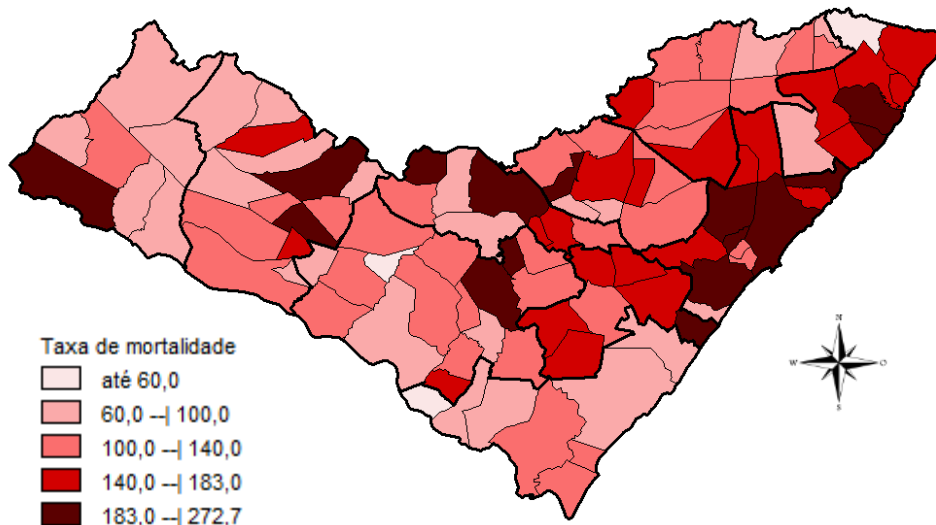 Taxa de mortalidade
até 60,0
60,0 --| 100,0
100,0 --| 140,0
140,0 --| 183,0
183,0 --| 272,7
N
W
O
S